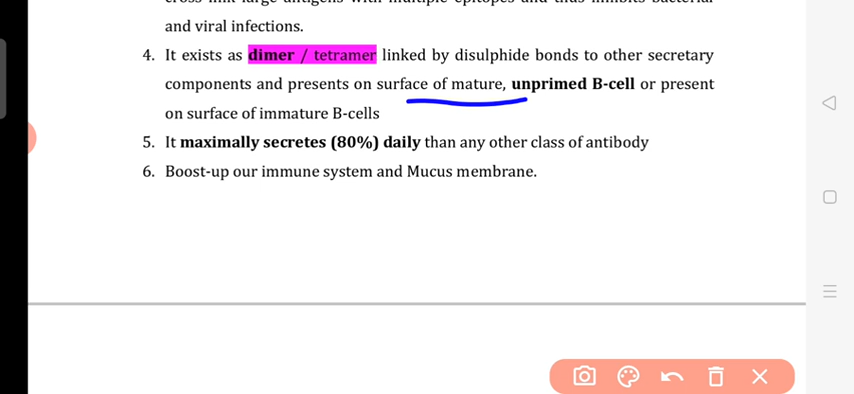 and viral infections.
4. It exists as dimer / tetramer linked by disulphide bonds to other secretary
components and presents on surface of mature, unprimed B-cell or present
on surface of immature B-cells
5. It maximally secretes (80%) daily than any other class of antibody
6. Boost-up our immune system and Mucus membrane.